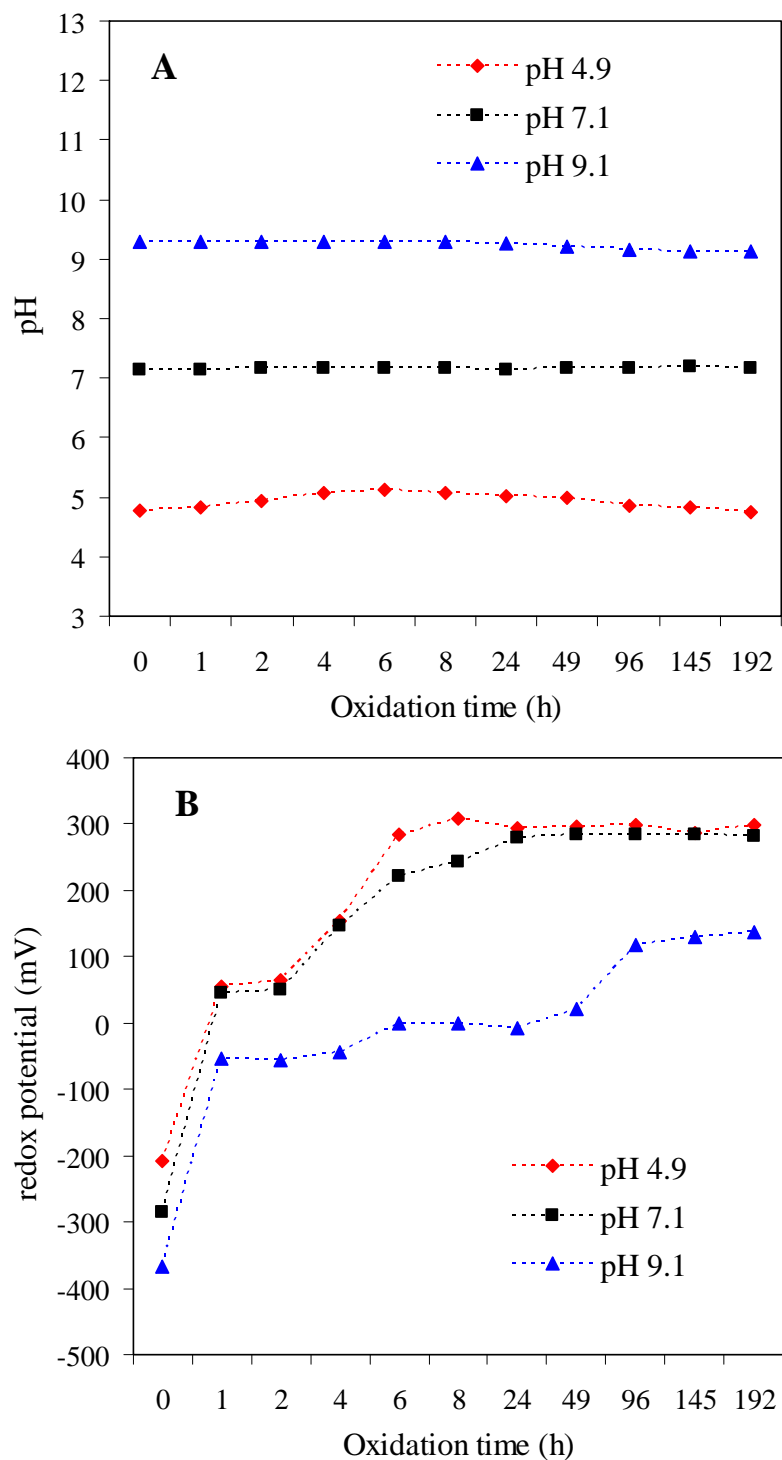 13
12
11
10
9
8
7
6
5
4
3
pH
A
pH 4.9
pH 7.1
pH 9.1
0 1 2 4 6 8 24 49 96 145 192
Oxidation time (h)
400
300
200
100
0
-100
-200
-300
-400
-500
redox potential (mV)
B
pH 4.9
pH 7.1
pH 9.1
0 1 2 4 6 8 24 49 96 145 192
Oxidation time (h)